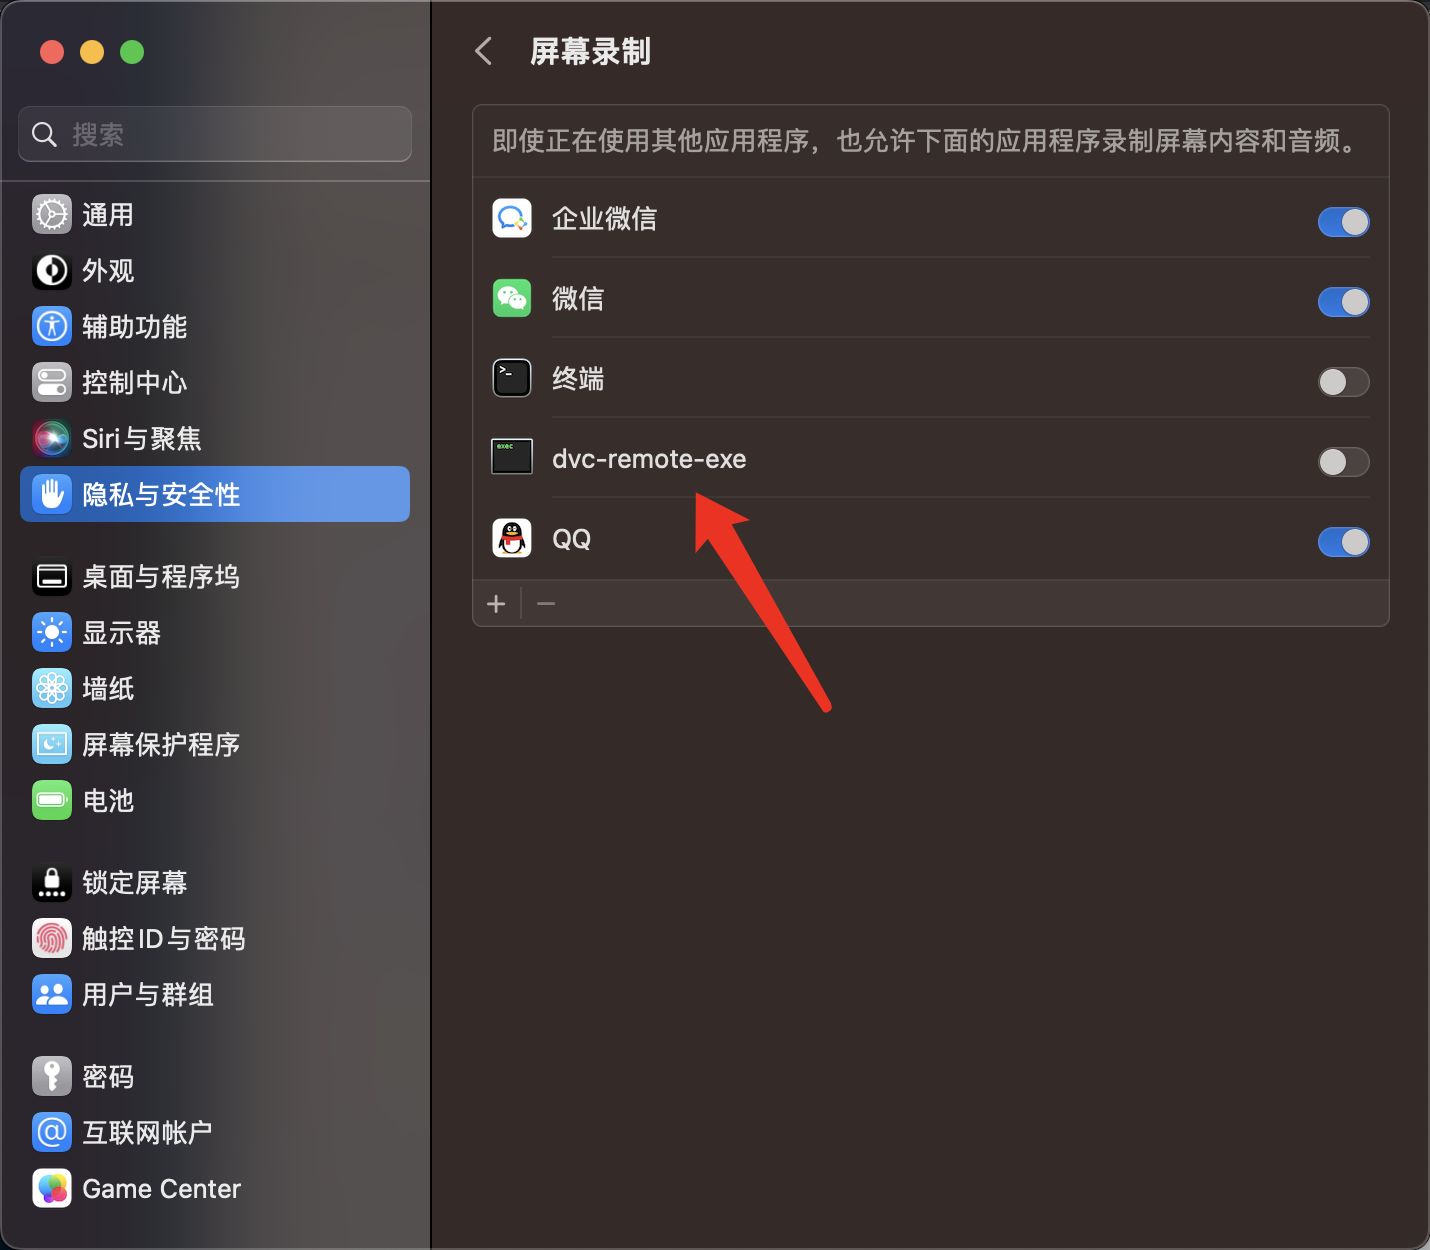 搜索
通用
外观
辅助功能
控制中心
Siri与聚焦
隐私与安全性
桌面与程序坞
显示器
墙纸
屏幕保护程序
电池
锁定屏幕
触控ID与密码
用户与群组
密码
互联网帐户
Game Center
屏幕录制
即使正在使用其他应用程序，也允许下面的应用程序录制屏幕内容和音频。
企业微信
微信
终端
exec
dvc-remote-exe
QQ